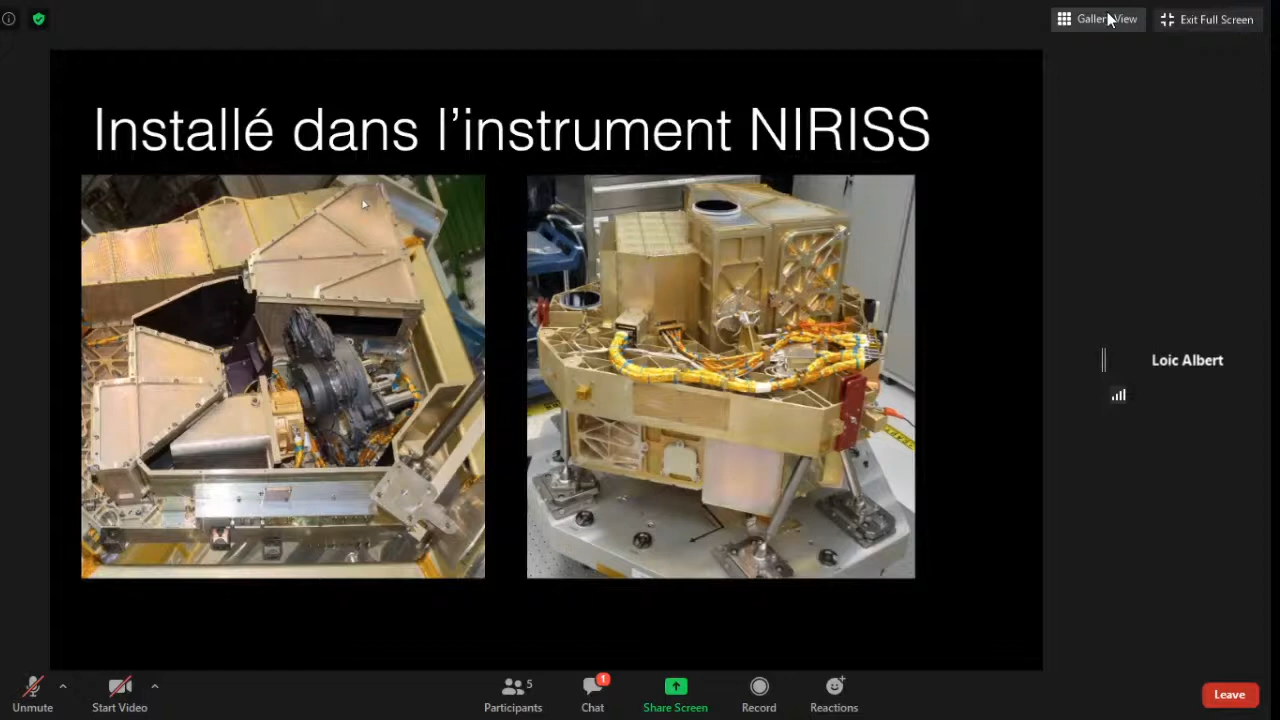 Gallery View
Exit Full Screen
Installé dans l’instrument NIRISS
Loic Albert
Unmute
Start Video
5
Participants
1
Chat
Share Screen
Record
Reactions
Leave